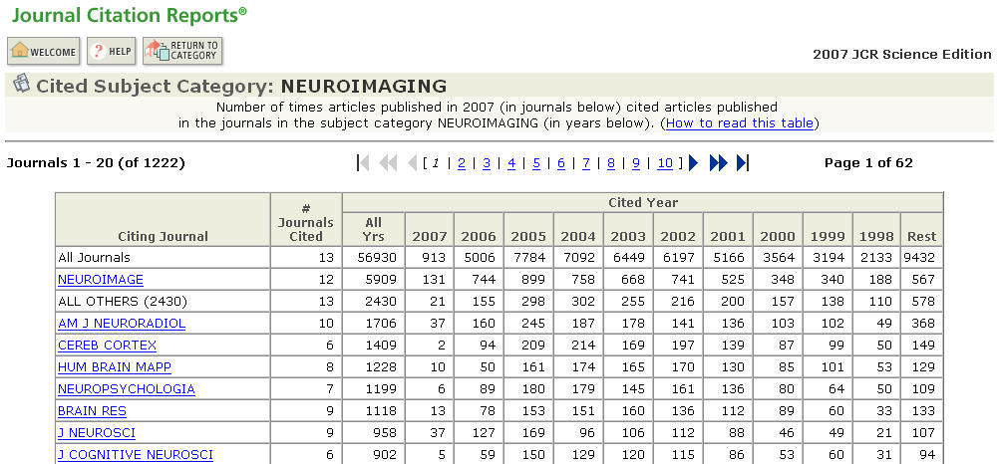 Journal Citation Reports®
WELCOME
HELP
RETURN TO
CATEGORY
2007 JCR Science Edition
Cited Subject Category: NEUROIMAGING
Number of times articles published in 2007 (in journals below) cited articles published
in the journals in the subject category NEUROIMAGING (in years below). (How to read this table)
Journals 1 - 20 (of 1222)
[ 1 | 2 | 3 | 4 | 5 | 6 | 7 | 8 | 9 | 10 ]
Page 1 of 62
Citing Journal # Journals Cited Cited Year
All Yrs 2007 2006 2005 2004 2003 2002 2001 2000 1999 1998 Rest
All Journals 13 56930 913 5006 7784 7092 6449 6197 5166 3564 3194 2133 9432
NEUROIMAGE 12 5909 131 744 899 758 668 741 525 348 340 188 567
ALL OTHERS (2430) 13 2430 21 155 298 302 255 216 200 157 138 110 578
AM J NEURORADIOL 10 1706 37 160 245 187 178 141 136 103 102 49 368
CEREB CORTEX 6 1409 2 94 209 214 169 197 139 87 99 50 149
HUM BRAIN MAPP 8 1228 10 50 161 174 165 170 130 85 101 53 129
NEUROPSYCHOLOGIA 7 1199 6 89 180 179 145 161 136 80 64 50 109
BRAIN RES 9 1118 13 78 153 151 160 136 112 89 60 33 133
J NEUROSCI 9 958 37 127 169 96 106 112 88 46 49 21 107
J COGNITIVE NEUROSCI 6 902 5 59 150 129 120 115 86 53 60 31 94